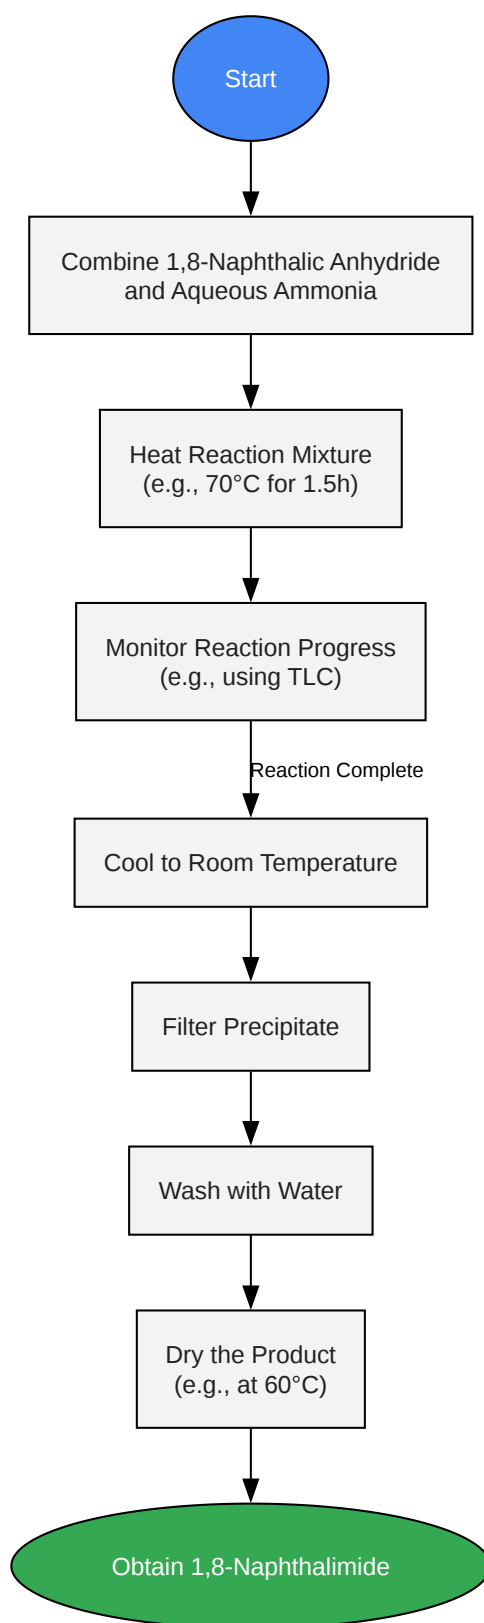 Start
Combine 1,8-Naphthalic Anhydride
and Aqueous Ammonia
Heat Reaction Mixture
(e.g., 70°C for 1.5h)
Monitor Reaction Progress
(e.g., using TLC)
Reaction Complete
Cool to Room Temperature
Filter Precipitate
Wash with Water
Dry the Product
(e.g., at 60°C)
Obtain 1,8-Naphthalimide